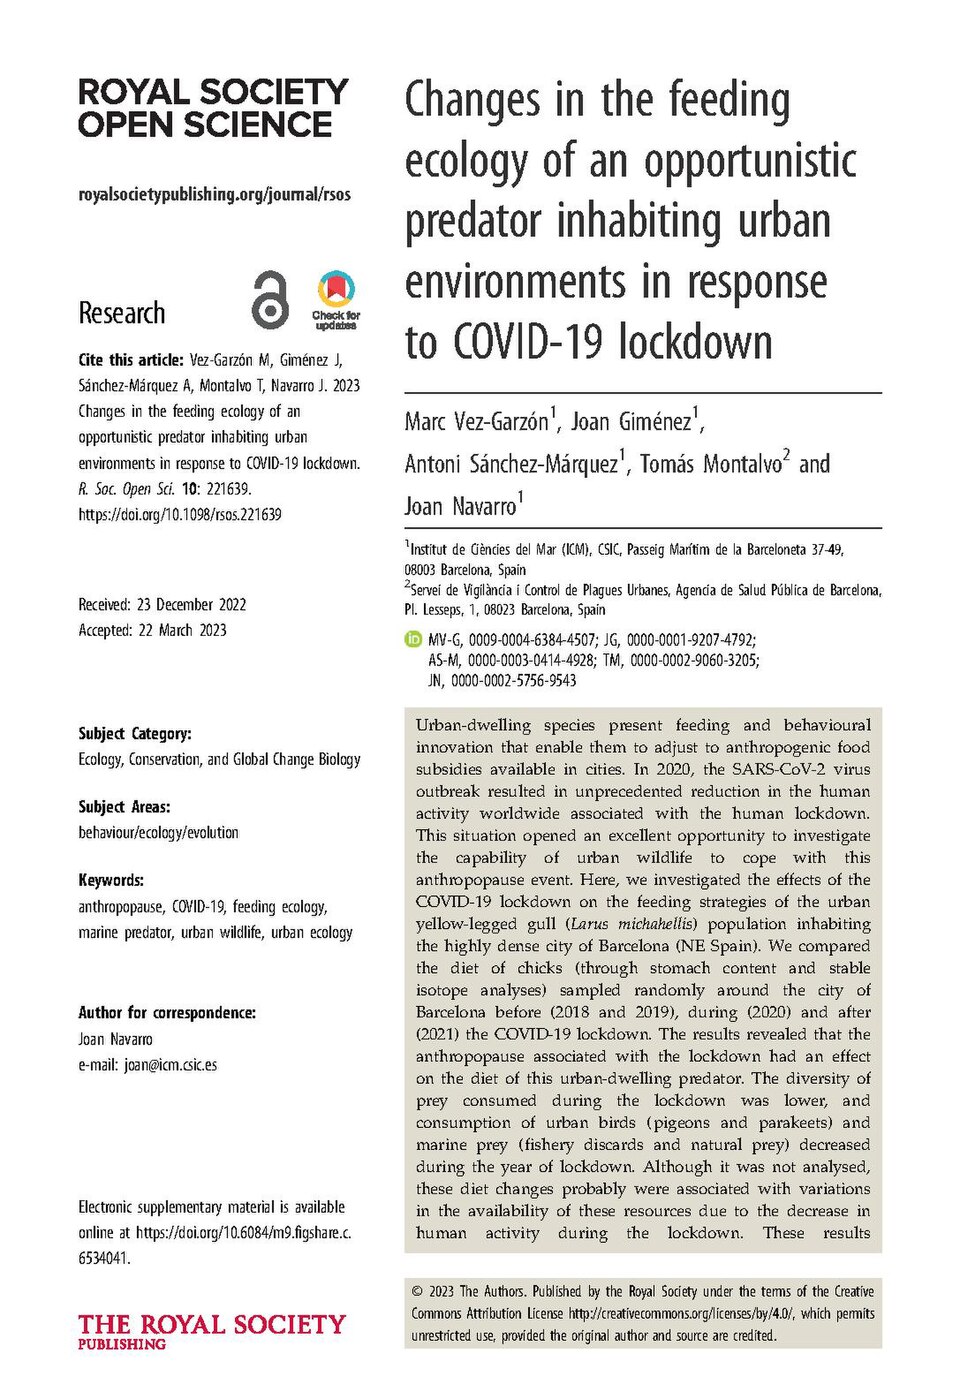 ROYAL SOCIETY
OPEN SCIENCE
royalsocietypublishing.org/journal/rsos
Research
Check for
updates
Cite this article: Vez-Garzón M, Giménez J,
Sánchez-Márquez A, Montalvo T, Navarro J. 2023
Changes in the feeding ecology of an
opportunistic predator inhabiting urban
environments in response to COVID-19 lockdown.
R. Soc. Open Sci. 10: 221639.
https://doi.org/10.1098/rsos.221639
Received: 23 December 2022
Accepted: 22 March 2023
Subject Category:
Ecology, Conservation, and Global Change Biology
Subject Areas:
behaviour/ecology/evolution
Keywords:
anthropopause, COVID-19, feeding ecology,
marine predator, urban wildlife, urban ecology
Author for correspondence:
Joan Navarro
e-mail: joan@icm.csic.es
Electronic supplementary material is available
online at https://doi.org/10.6084/m9.figshare.c.
6534041.
THE ROYAL SOCIETY
PUBLISHING
Changes in the feeding
ecology of an opportunistic
predator inhabiting urban
environments in response
to COVID-19 lockdown
Marc Vez-Garzón1, Joan Giménez1,
Antoni Sánchez-Márquez1, Tomás Montalvo2 and
Joan Navarro1
1Institut de Ciències del Mar (ICM), CSIC, Passeig Marítim de la Barceloneta 37-49,
08003 Barcelona, Spain
2Servei de Vigilància i Control de Plagues Urbanes, Agencia de Salud Pública de Barcelona,
Pl. Lesseps, 1, 08023 Barcelona, Spain
iD MV-G, 0009-0004-6384-4507; JG, 0000-0001-9207-4792;
AS-M, 0000-0003-0414-4928; TM, 0000-0002-9060-3205;
JN, 0000-0002-5756-9543
Urban-dwelling species present feeding and behavioural
innovation that enable them to adjust to anthropogenic food
subsidies available in cities. In 2020, the SARS-CoV-2 virus
outbreak resulted in unprecedented reduction in the human
activity worldwide associated with the human lockdown.
This situation opened an excellent opportunity to investigate
the capability of urban wildlife to cope with this
anthropopause event. Here, we investigated the effects of the
COVID-19 lockdown on the feeding strategies of the urban
yellow-legged gull (Larus michahellis) population inhabiting
the highly dense city of Barcelona (NE Spain). We compared
the diet of chicks (through stomach content and stable
isotope analyses) sampled randomly around the city of
Barcelona before (2018 and 2019), during (2020) and after
(2021) the COVID-19 lockdown. The results revealed that the
anthropopause associated with the lockdown had an effect
on the diet of this urban-dwelling predator. The diversity of
prey consumed during the lockdown was lower, and
consumption of urban birds (pigeons and parakeets) and
marine prey (fishery discards and natural prey) decreased
during the year of lockdown. Although it was not analysed,
these diet changes probably were associated with variations
in the availability of these resources due to the decrease in
human activity during the lockdown. These results
© 2023 The Authors. Published by the Royal Society under the terms of the Creative
Commons Attribution License http://creativecommons.org/licenses/by/4.0/, which permits
unrestricted use, provided the original author and source are credited.